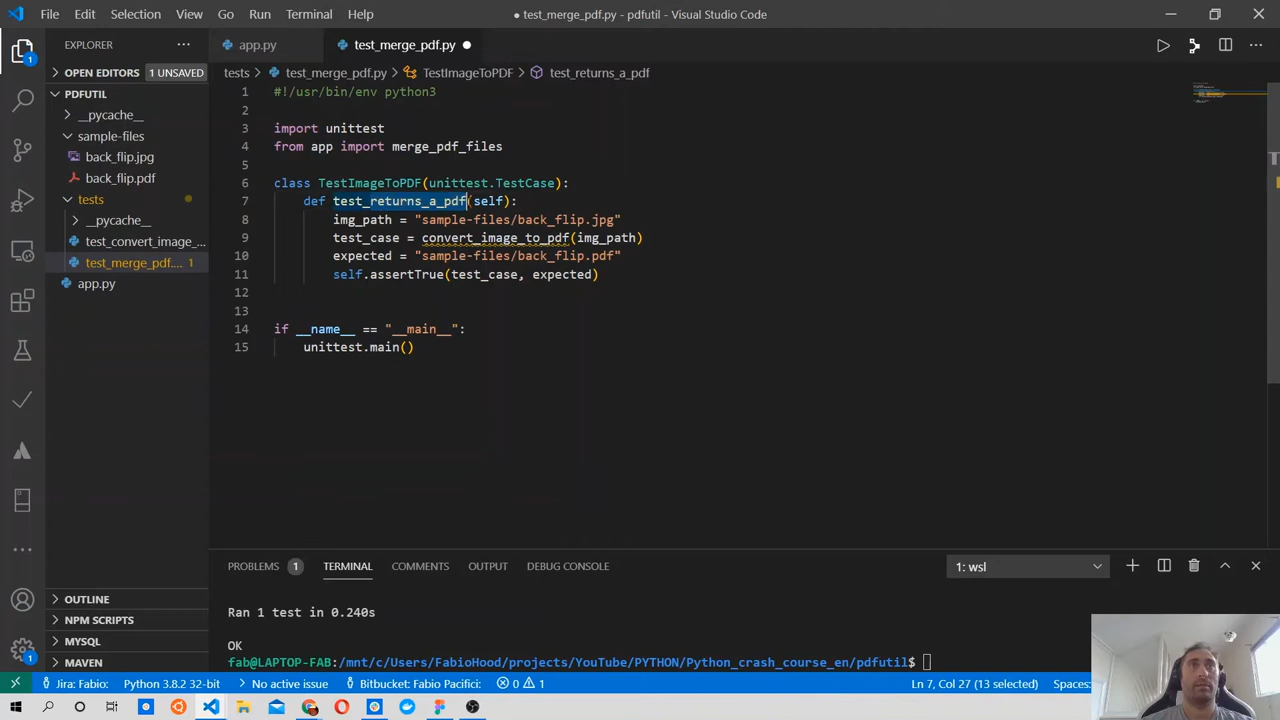 File Edit Selection View Go Run Terminal Help
● test_merge_pdf.py - pdfutil - Visual Studio Code
EXPLORER
app.py
test_merge_pdf.py
OPEN EDITORS 1 UNSAVED
tests > test_merge_pdf.py > TestImageToPDF > test_returns_a_pdf
PDFUTIL
__pycache__
sample-files
back_flip.jpg
back_flip.pdf
tests
__pycache__
test_convert_image_...
test_merge_pdf.... 1
app.py
1 #!/usr/bin/env python3
2
3 import unittest
4 from app import merge_pdf_files
5
6 class TestImageToPDF(unittest.TestCase):
7 def test_returns_a_pdf(self):
8 img_path = "sample-files/back_flip.jpg"
9 test_case = convert_image_to_pdf(img_path)
10 expected = "sample-files/back_flip.pdf"
11 self.assertTrue(test_case, expected)
12
13
14 if __name__ == "__main__":
15 unittest.main()
OUTLINE
NPM SCRIPTS
MYSQL
MAVEN
PROBLEMS 1 TERMINAL COMMENTS OUTPUT DEBUG CONSOLE
1: wsl
Ran 1 test in 0.240s
OK
fab@LAPTOP-FAB:/mnt/c/Users/FabioHood/projects/YouTube/PYTHON/Python_crash_course_en/pdfutil$
Jira: Fabio: Python 3.8.2 32-bit No active issue Bitbucket: Fabio Pacifici: 0 1 Ln 7, Col 27 (13 selected) Spaces: